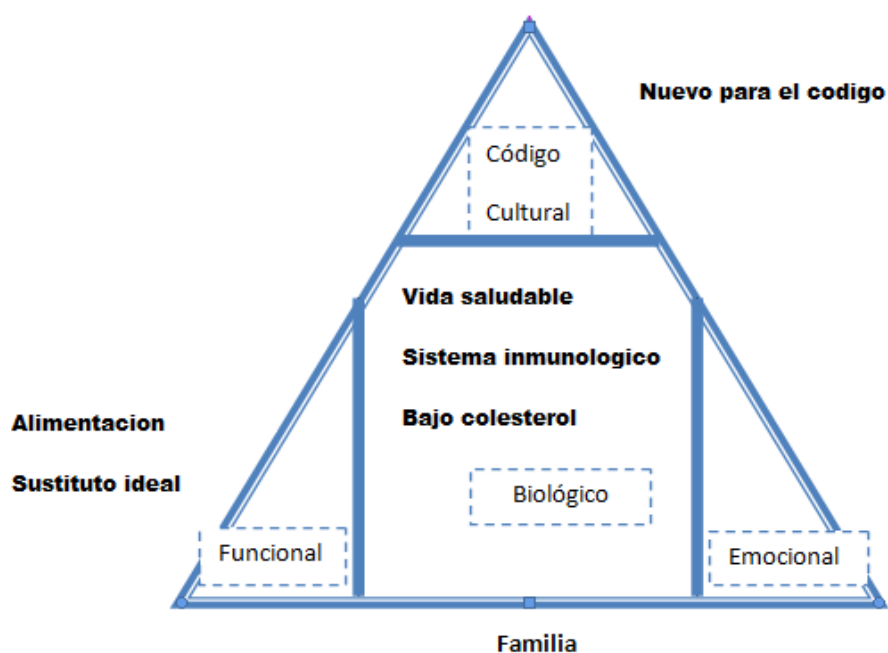 Nuevo para el codigo
Código
Cultural
Vida saludable
Sistema inmunologico
Bajo colesterol
Alimentacion
Sustituto ideal
Biológico
Funcional
Emocional
Familia